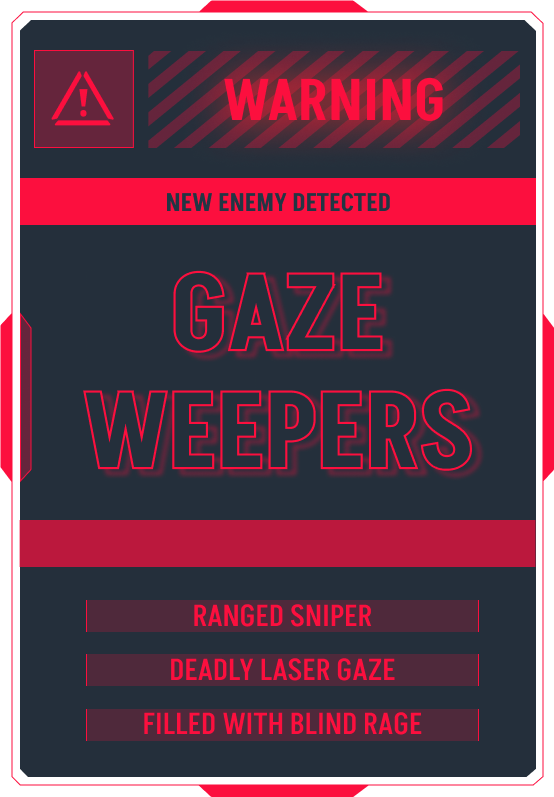 WARNING
NEW ENEMY DETECTED
GAZE
WEEPERS
RANGED SNIPER
DEADLY LASER GAZE
FILLED WITH BLIND RAGE